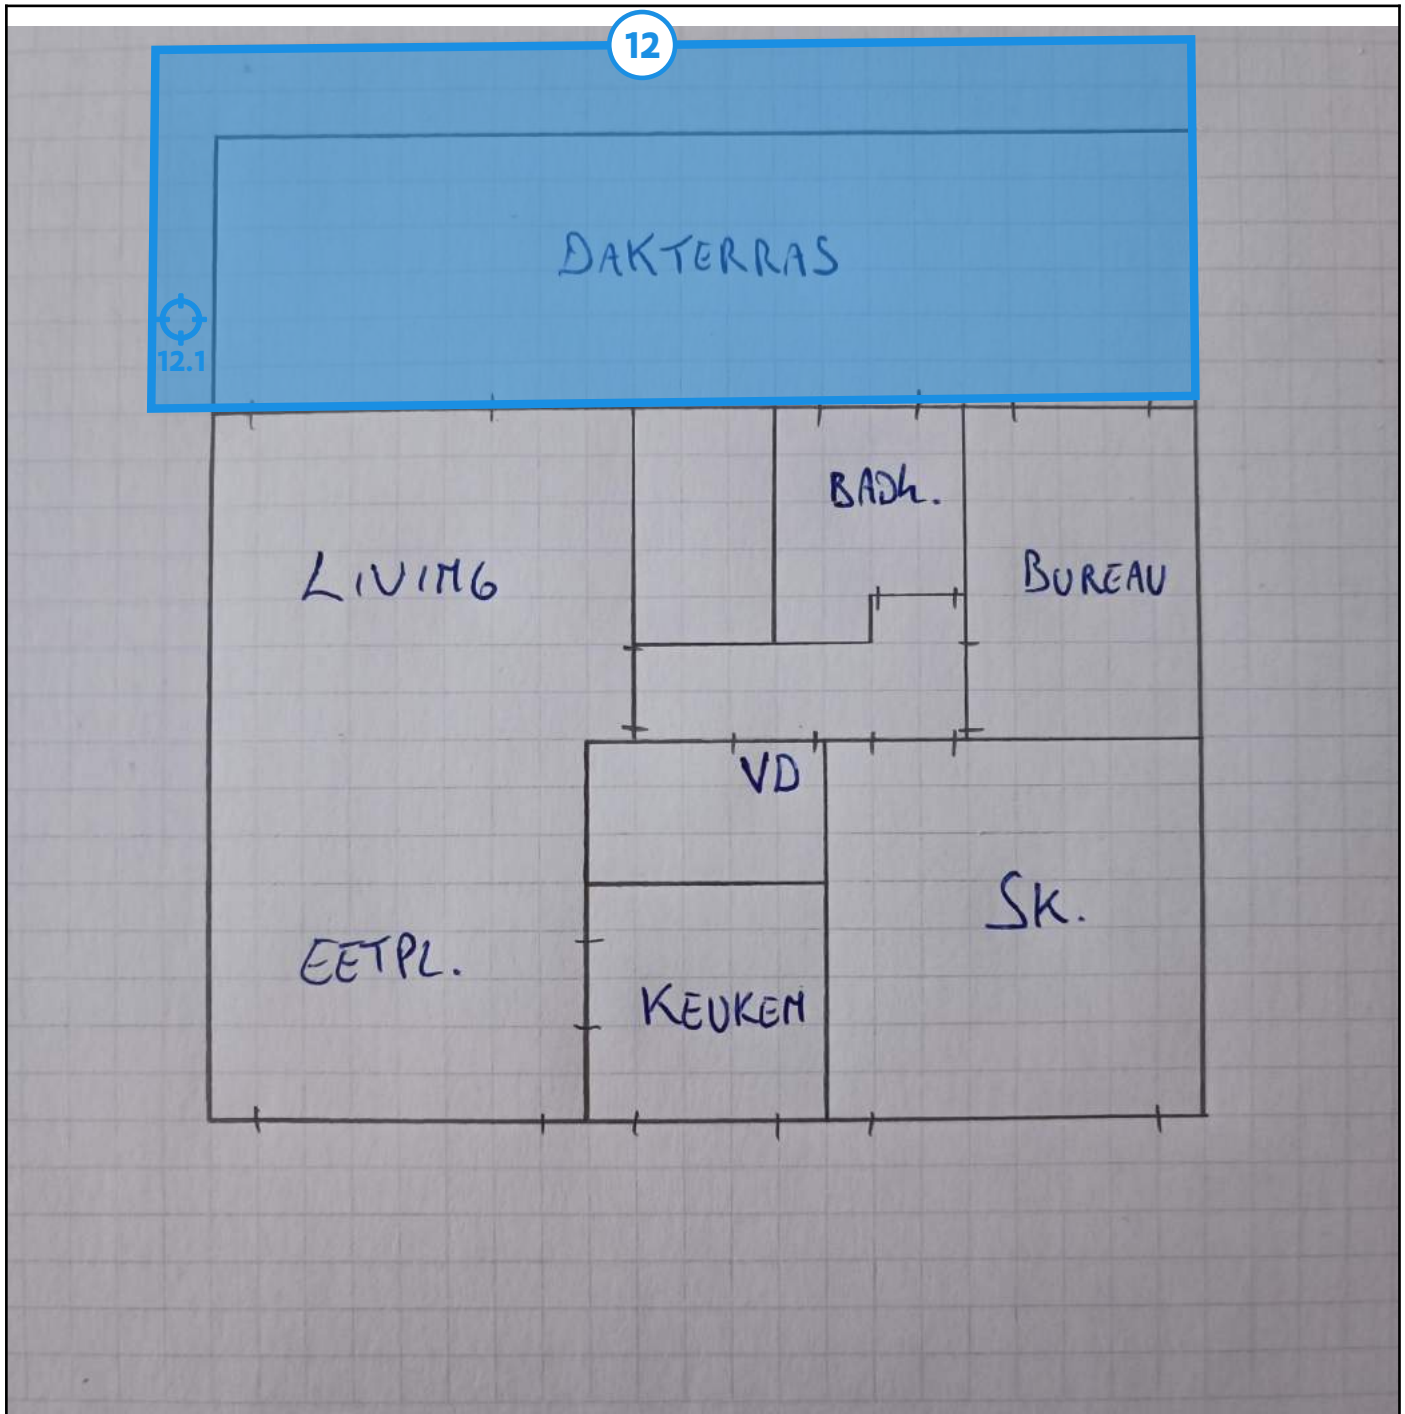 12
DAKTERRAS
12.1
BADK.
LIVING
BUREAU
VD
SK.
EETPL.
KEUKEN